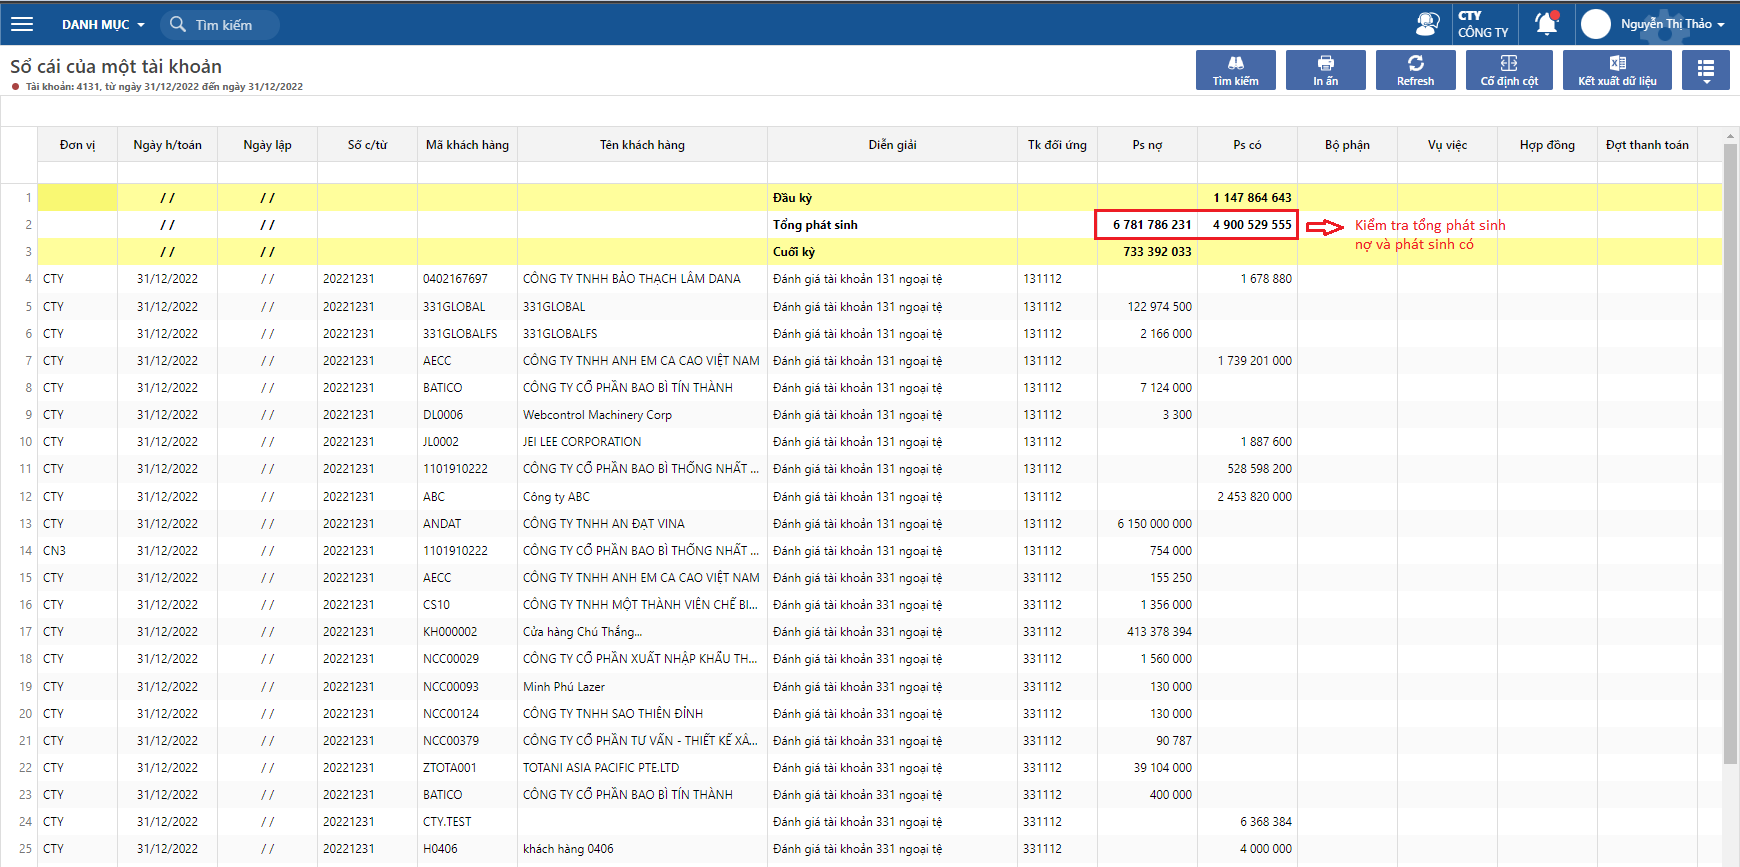 DANH MỤC
Tìm kiếm
CTY
CÔNG TY
Nguyễn Thị Thảo
Sổ cái của một tài khoản
Tài khoản: 4131, từ ngày 31/12/2022 đến ngày 31/12/2022
Tìm kiếm
In ấn
Refresh
Cố định cột
Kết xuất dữ liệu
Đơn vị Ngày h/toán Ngày lập Số c/từ Mã khách hàng Tên khách hàng Diễn giải Tk đối ứng Ps nợ Ps có Bộ phận Vụ việc Hợp đồng Đợt thanh toán
1 / / / / Đầu kỳ 1 147 864 643
2 / / / / Tổng phát sinh 6 781 786 231 4 900 529 555
Kiểm tra tổng phát sinh
nợ và phát sinh có
3 / / / / Cuối kỳ 733 392 033
4 CTY 31/12/2022 / / 20221231 0402167697 CÔNG TY TNHH BẢO THẠCH LÂM DANA Đánh giá tài khoản 131 ngoại tệ 131112 1 678 880
5 CTY 31/12/2022 / / 20221231 331GLOBAL 331GLOBAL Đánh giá tài khoản 131 ngoại tệ 131112 122 974 500
6 CTY 31/12/2022 / / 20221231 331GLOBALFS 331GLOBALFS Đánh giá tài khoản 131 ngoại tệ 131112 2 166 000
7 CTY 31/12/2022 / / 20221231 AECC CÔNG TY TNHH ANH EM CA CAO VIỆT NAM Đánh giá tài khoản 131 ngoại tệ 131112 1 739 201 000
8 CTY 31/12/2022 / / 20221231 BATICO CÔNG TY CỔ PHẦN BAO BÌ TÍN THÀNH Đánh giá tài khoản 131 ngoại tệ 131112 7 124 000
9 CTY 31/12/2022 / / 20221231 DL0006 Webcontrol Machinery Corp Đánh giá tài khoản 131 ngoại tệ 131112 3 300
10 CTY 31/12/2022 / / 20221231 JL0002 JEI LEE CORPORATION Đánh giá tài khoản 131 ngoại tệ 131112 1 887 600
11 CTY 31/12/2022 / / 20221231 1101910222 CÔNG TY CỔ PHẦN BAO BÌ THỐNG NHẤT ... Đánh giá tài khoản 131 ngoại tệ 131112 528 598 200
12 CTY 31/12/2022 / / 20221231 ABC Công ty ABC Đánh giá tài khoản 131 ngoại tệ 131112 2 453 820 000
13 CTY 31/12/2022 / / 20221231 ANDAT CÔNG TY TNHH AN ĐẠT VINA Đánh giá tài khoản 131 ngoại tệ 131112 6 150 000 000
14 CN3 31/12/2022 / / 20221231 1101910222 CÔNG TY CỔ PHẦN BAO BÌ THỐNG NHẤT ... Đánh giá tài khoản 131 ngoại tệ 131112 754 000
15 CTY 31/12/2022 / / 20221231 AECC CÔNG TY TNHH ANH EM CA CAO VIỆT NAM Đánh giá tài khoản 331 ngoại tệ 331112 155 250
16 CTY 31/12/2022 / / 20221231 CS10 CÔNG TY TNHH MỘT THÀNH VIÊN CHẾ BI... Đánh giá tài khoản 331 ngoại tệ 331112 1 356 000
17 CTY 31/12/2022 / / 20221231 KH000002 Cửa hàng Chú Thắng... Đánh giá tài khoản 331 ngoại tệ 331112 413 378 394
18 CTY 31/12/2022 / / 20221231 NCC00029 CÔNG TY CỔ PHẦN XUẤT NHẬP KHẨU TH... Đánh giá tài khoản 331 ngoại tệ 331112 1 560 000
19 CTY 31/12/2022 / / 20221231 NCC00093 Minh Phú Lazer Đánh giá tài khoản 331 ngoại tệ 331112 130 000
20 CTY 31/12/2022 / / 20221231 NCC00124 CÔNG TY TNHH SAO THIÊN ĐỈNH Đánh giá tài khoản 331 ngoại tệ 331112 130 000
21 CTY 31/12/2022 / / 20221231 NCC00379 CÔNG TY CỔ PHẦN TƯ VẤN - THIẾT KẾ XÂ... Đánh giá tài khoản 331 ngoại tệ 331112 90 787
22 CTY 31/12/2022 / / 20221231 ZTOTA001 TOTANI ASIA PACIFIC PTE.LTD Đánh giá tài khoản 331 ngoại tệ 331112 39 104 000
23 CTY 31/12/2022 / / 20221231 BATICO CÔNG TY CỔ PHẦN BAO BÌ TÍN THÀNH Đánh giá tài khoản 331 ngoại tệ 331112 400 000
24 CTY 31/12/2022 / / 20221231 CTY.TEST Đánh giá tài khoản 331 ngoại tệ 331112 6 368 384
25 CTY 31/12/2022 / / 20221231 H0406 khách hàng 0406 Đánh giá tài khoản 331 ngoại tệ 331112 4 000 000